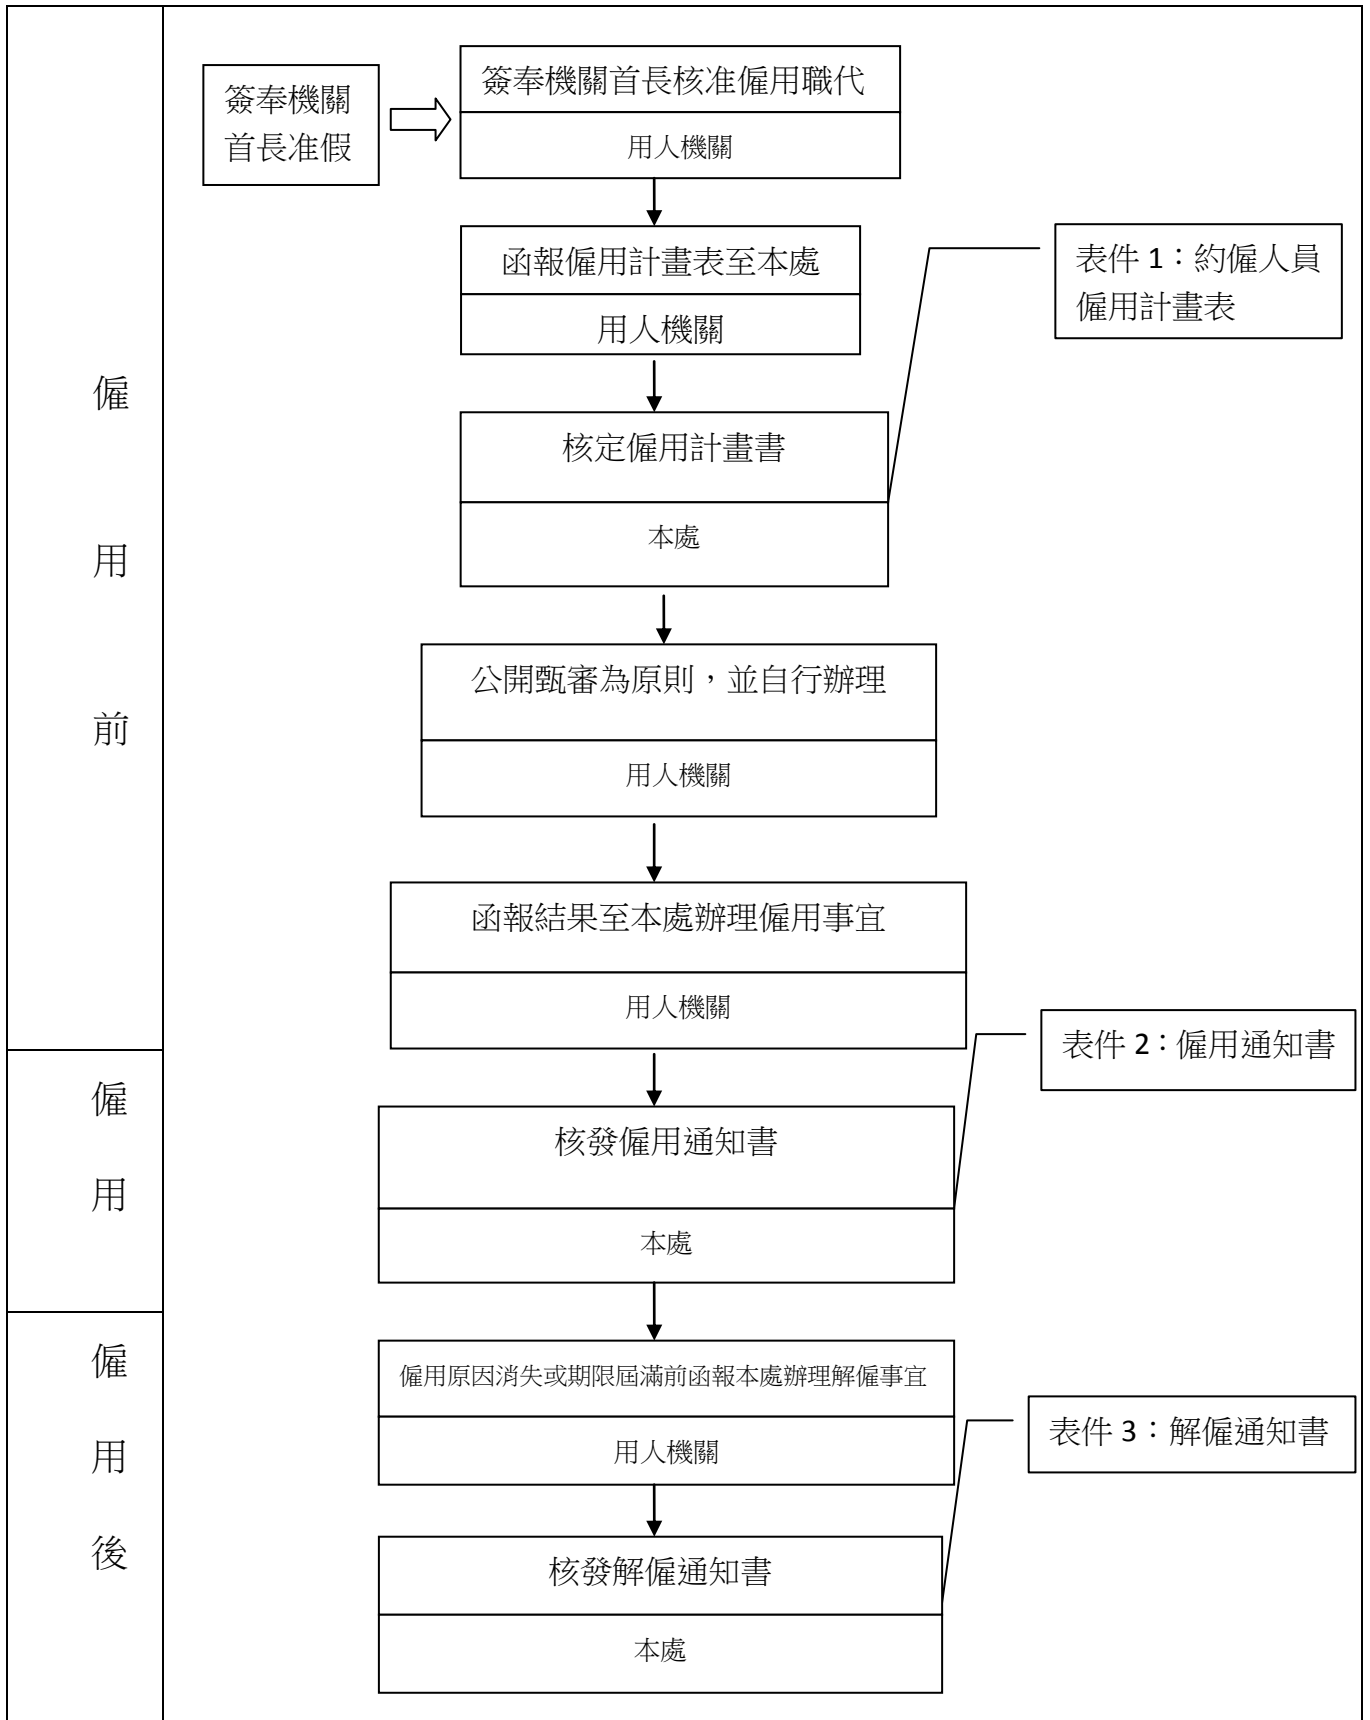 簽奉機關
首長准假
簽奉機關首長核准僱用職代
用人機關
函報僱用計畫表至本處
用人機關
表件 1：約僱人員
僱用計畫表
核定僱用計畫書
本處
公開甄審為原則，並自行辦理
用人機關
函報結果至本處辦理僱用事宜
用人機關
僱
用
前
表件 2：僱用通知書
核發僱用通知書
本處
僱
用
僱用原因消失或期限屆滿前函報本處辦理解僱事宜
用人機關
表件 3：解僱通知書
核發解僱通知書
本處
僱
用
後